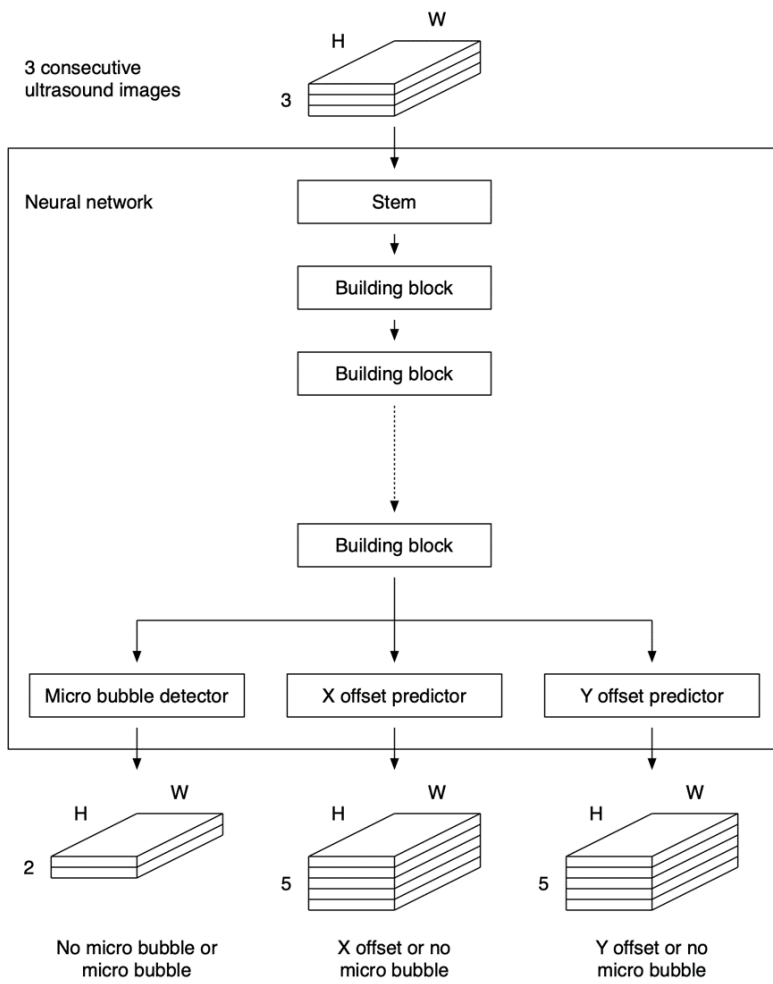 H
W
3 consecutive
ultrasound images
3
Neural network
Stem
Building block
Building block
Building block
Micro bubble detector
X offset predictor
Y offset predictor
H
W
H
W
H
W
2
5
5
No micro bubble or
micro bubble
X offset or no
micro bubble
Y offset or no
micro bubble